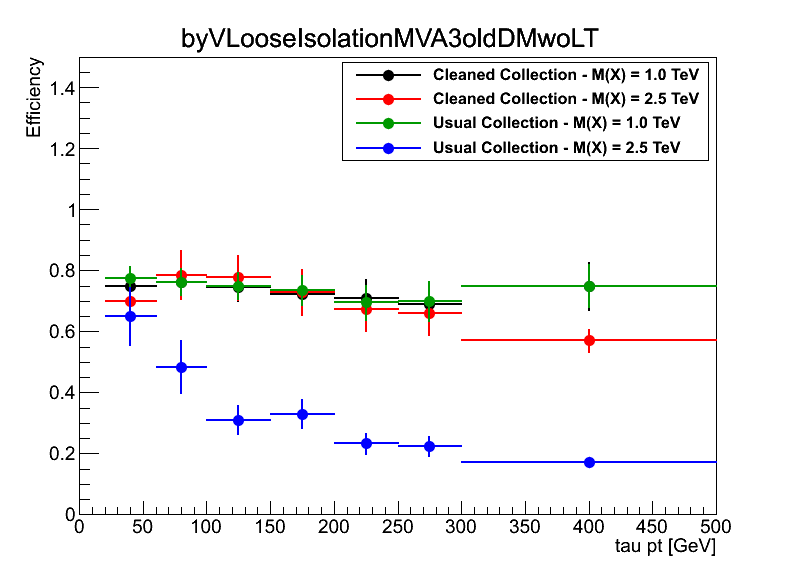 byVLooseIsolationMVA3oldDMwoLT
Efficiency
Cleaned Collection - M(X) = 1.0 TeV
Cleaned Collection - M(X) = 2.5 TeV
Usual Collection - M(X) = 1.0 TeV
Usual Collection - M(X) = 2.5 TeV
1.4
1.2
1
0.8
0.6
0.4
0.2
0
0 50 100 150 200 250 300 350 400 450 500
tau pt [GeV]